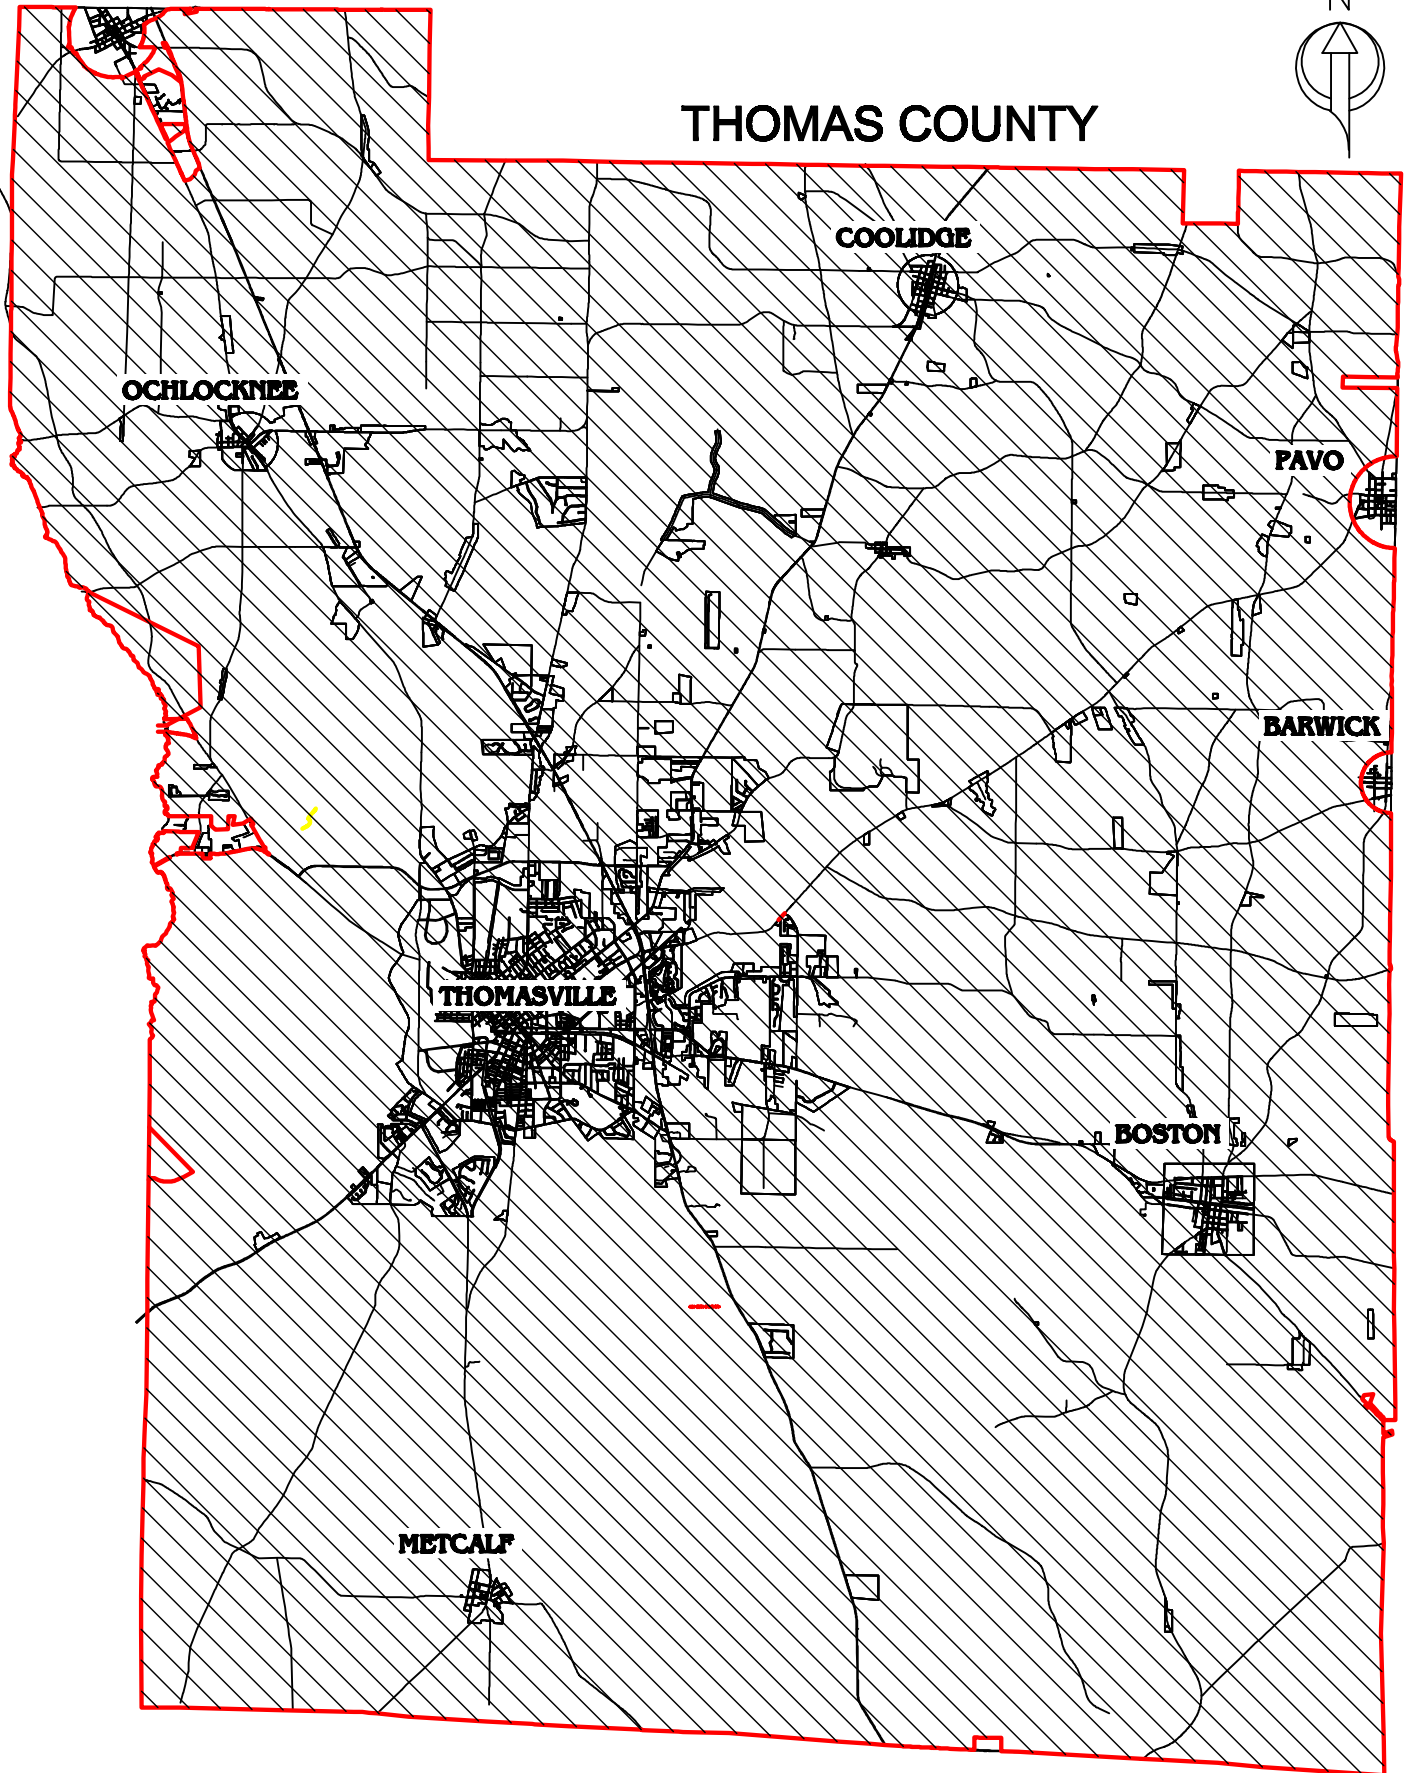 N
THOMAS COUNTY
COOLIDGE
OCHLOCKNEE
PAVO
BARWICK
THOMASVILLE
BOSTON
METCALF